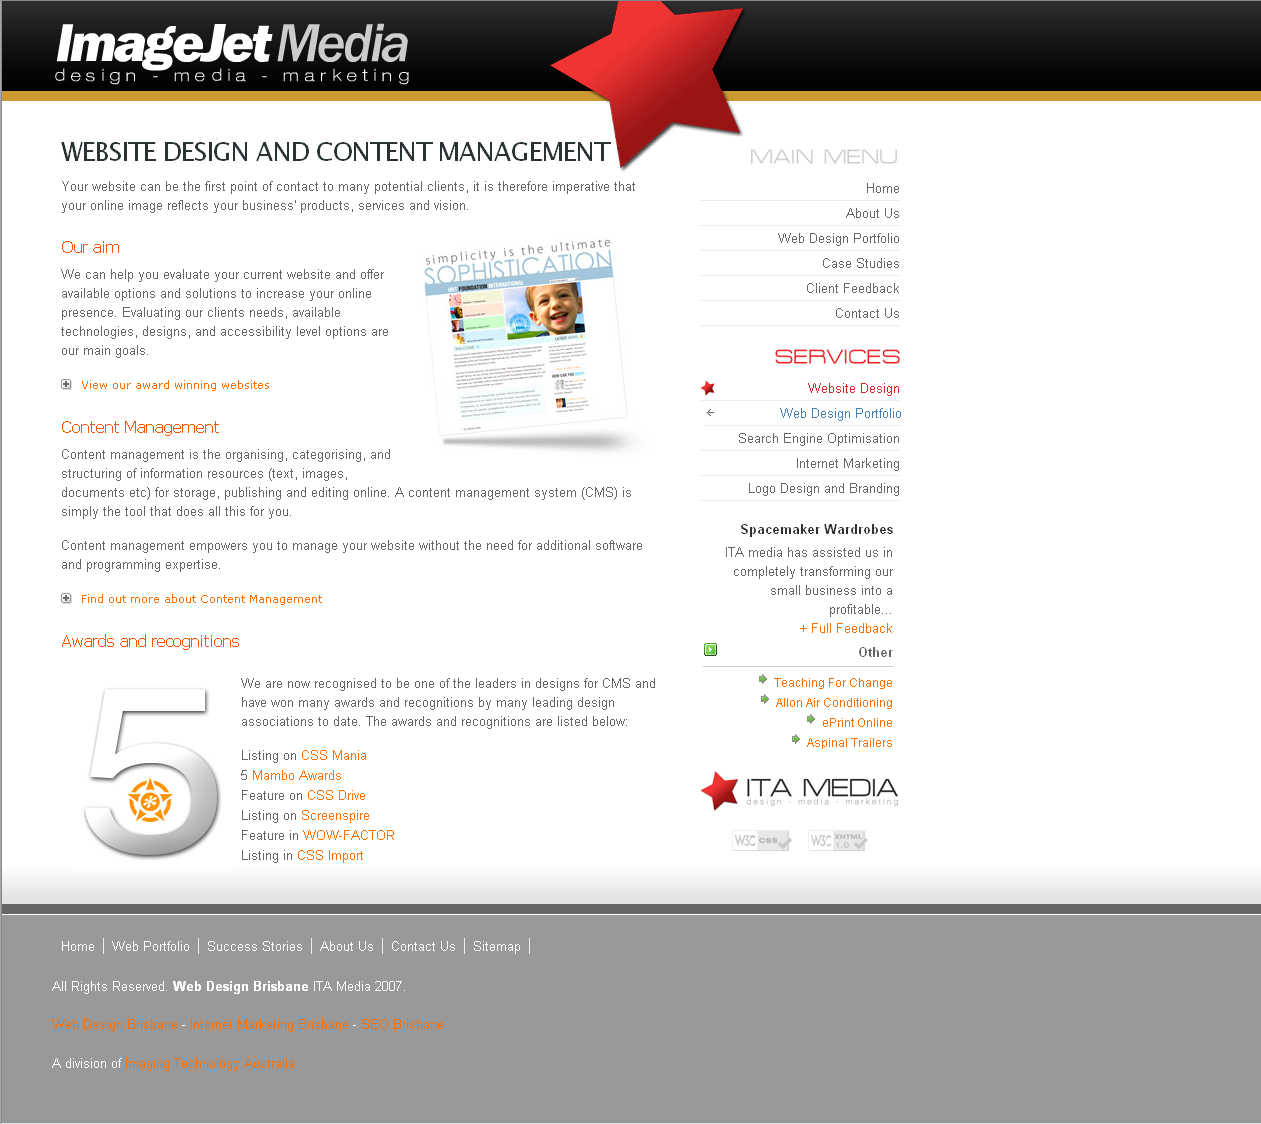 ImageJet Media
design - media - marketing
WEBSITE DESIGN AND CONTENT MANAGEMENT
Your website can be the first point of contact to many potential clients, it is therefore imperative that
your online image reflects your business' products, services and vision.
Our aim
We can help you evaluate your current website and offer
available options and solutions to increase your online
presence. Evaluating our clients needs, available
technologies, designs, and accessibility level options are
our main goals.
View our award winning websites
simplicity is the ultimate
SOPHISTICATION
FOUNDATION INTERNATIONAL
Content Management
Content management is the organising, categorising, and
structuring of information resources (text, images,
documents etc) for storage, publishing and editing online. A content management system (CMS) is
simply the tool that does all this for you.
Content management empowers you to manage your website without the need for additional software
and programming expertise.
Find out more about Content Management
Awards and recognitions
5
We are now recognised to be one of the leaders in designs for CMS and
have won many awards and recognitions by many leading design
associations to date. The awards and recognitions are listed below:
Listing on CSS Mania
5 Mambo Awards
Feature on CSS Drive
Listing on Screenspire
Feature in WOW-FACTOR
Listing in CSS Import
MAIN MENU
Home
About Us
Web Design Portfolio
Case Studies
Client Feedback
Contact Us
SERVICES
Website Design
Web Design Portfolio
Search Engine Optimisation
Internet Marketing
Logo Design and Branding
Spacemaker Wardrobes
ITA media has assisted us in
completely transforming our
small business into a
profitable...
+ Full Feedback
Other
Teaching For Change
Allon Air Conditioning
ePrint Online
Aspinal Trailers
ITA MEDIA
design - media - marketing
W3C CSS
W3C XHTML 1.0
Home Web Portfolio Success Stories About Us Contact Us Sitemap
All Rights Reserved. Web Design Brisbane ITA Media 2007.
Web Design Brisbane - Internet Marketing Brisbane - SEO Brisbane
A division of Imaging Technology Australia